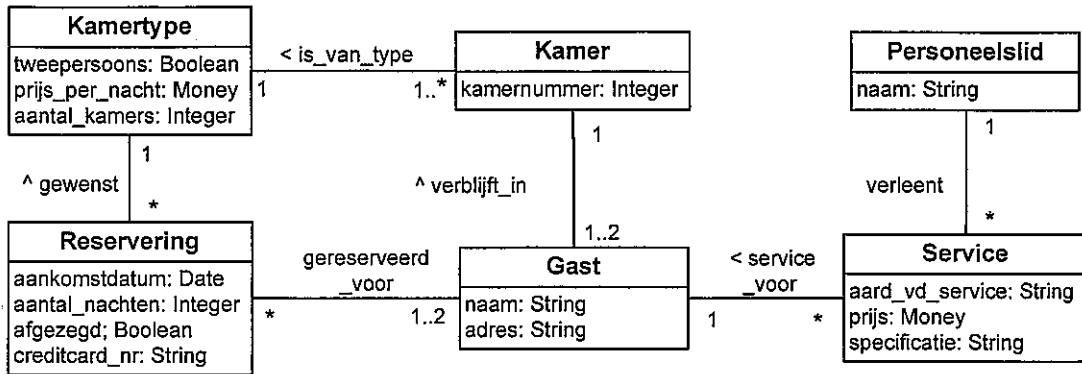 Kamertype
tweepersoons: Boolean
prijs_per_nacht: Money
aantal_kamers: Integer
< is_van_type
1
1..*
Kamer
kamernummer: Integer
Personeelslid
naam: String
1
^ gewenst
*
1
^ verblijft_in
1..2
1
verleent
*
Reservering
aankomstdatum: Date
aantal_nachten: Integer
afgezegd; Boolean
creditcard_nr: String
gereserveerd
_voor
*
1..2
Gast
naam: String
adres: String
< service
_voor
1
*
Service
aard_vd_service: String
prijs: Money
specificatie: String